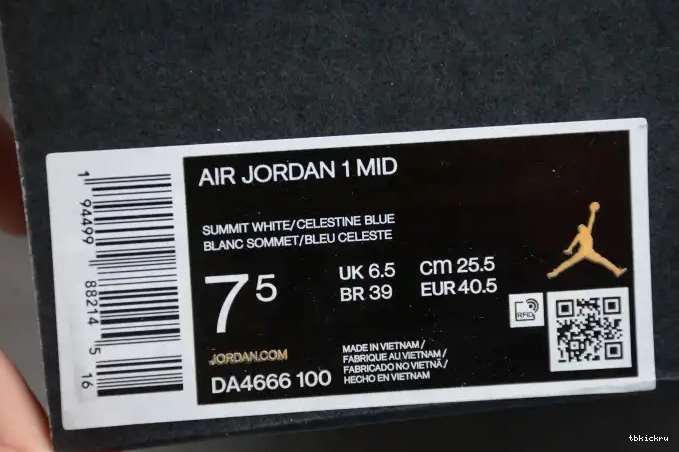 AIR JORDAN 1 MID
SUMMIT WHITE/CELESTINE BLUE
BLANC SOMMET/BLEU CELESTE
7 5
UK 6.5 cm 25.5
BR 39 EUR 40.5
RFID
JORDAN.COM
DA4666 100
MADE IN VIETNAM/
FABRIQUE AU VIETNAM/
FABRICADO NO VIETNÃ/
HECHO EN VIETNAM
1 94499 88214 5 16
tbkickru